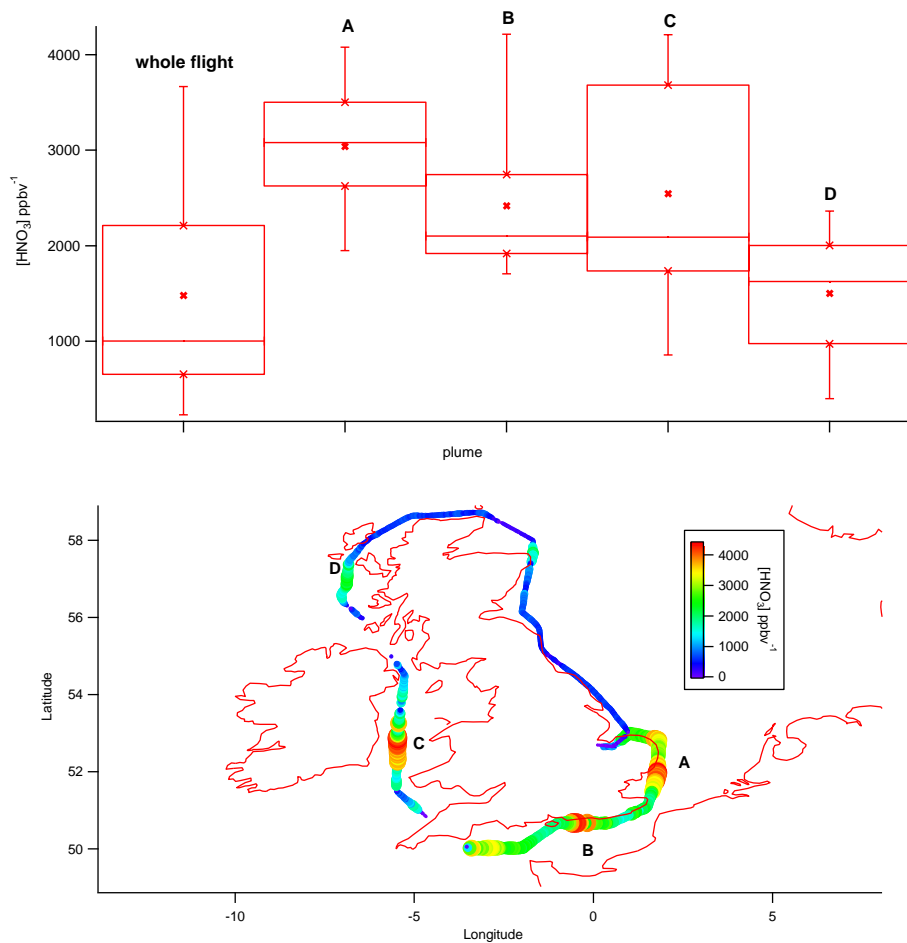 A
B
C
D
whole flight
4000
3000
2000
1000
[HNO3] ppbv-1
plume
58
56
54
52
50
Latitude
-10
-5
0
5
Longitude
D
C
A
B
4000
3000
2000
1000
0
[HNO3] ppbv-1